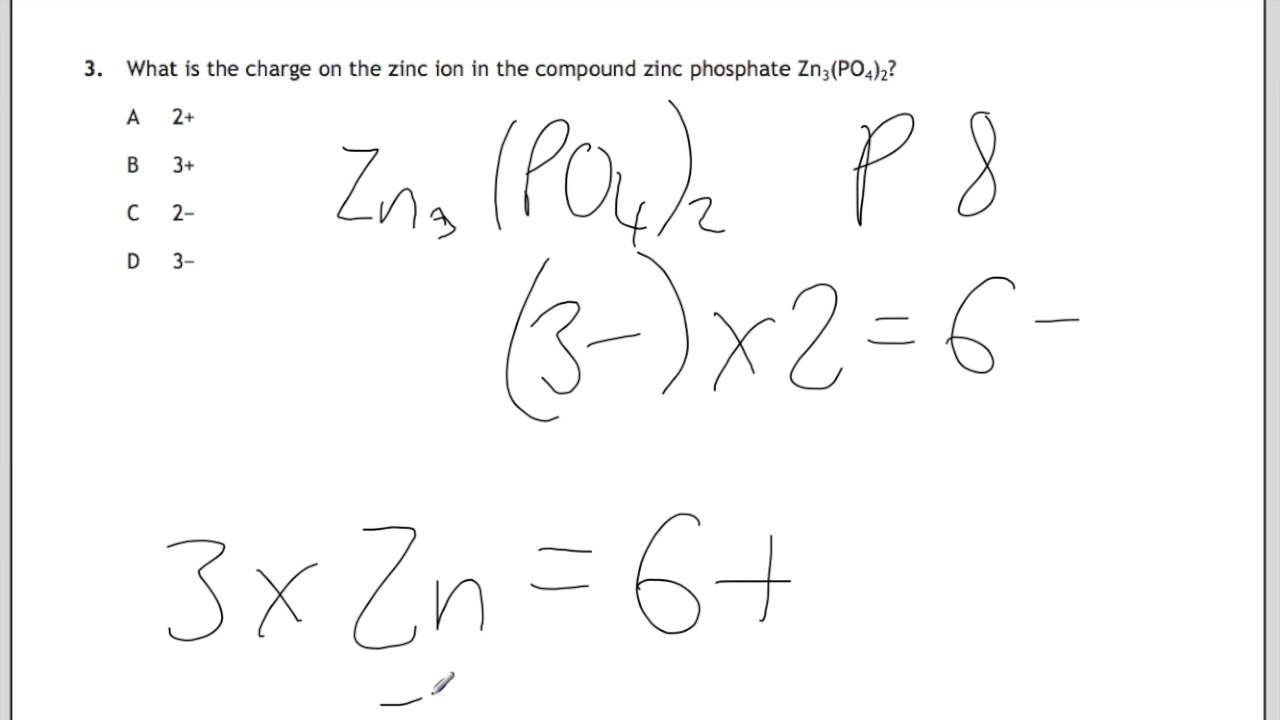 3. What is the charge on the zinc ion in the compound zinc phosphate Zn₃(PO₄)₂?
A 2+
B 3+
C 2–
D 3–
Zn₃(PO₄)₂ P 8
(3-) x 2 = 6 -
3 x Zn = 6+